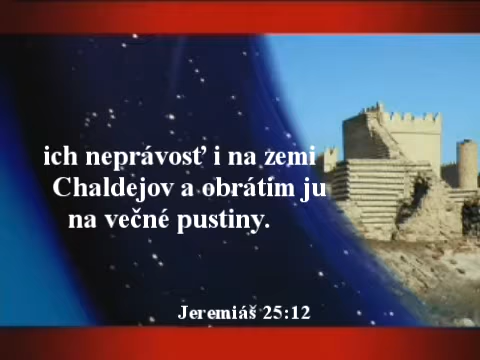 ich neprávosť i na zemi
Chaldejov a obrátim ju
na večné pustiny.
Jeremiáš 25:12